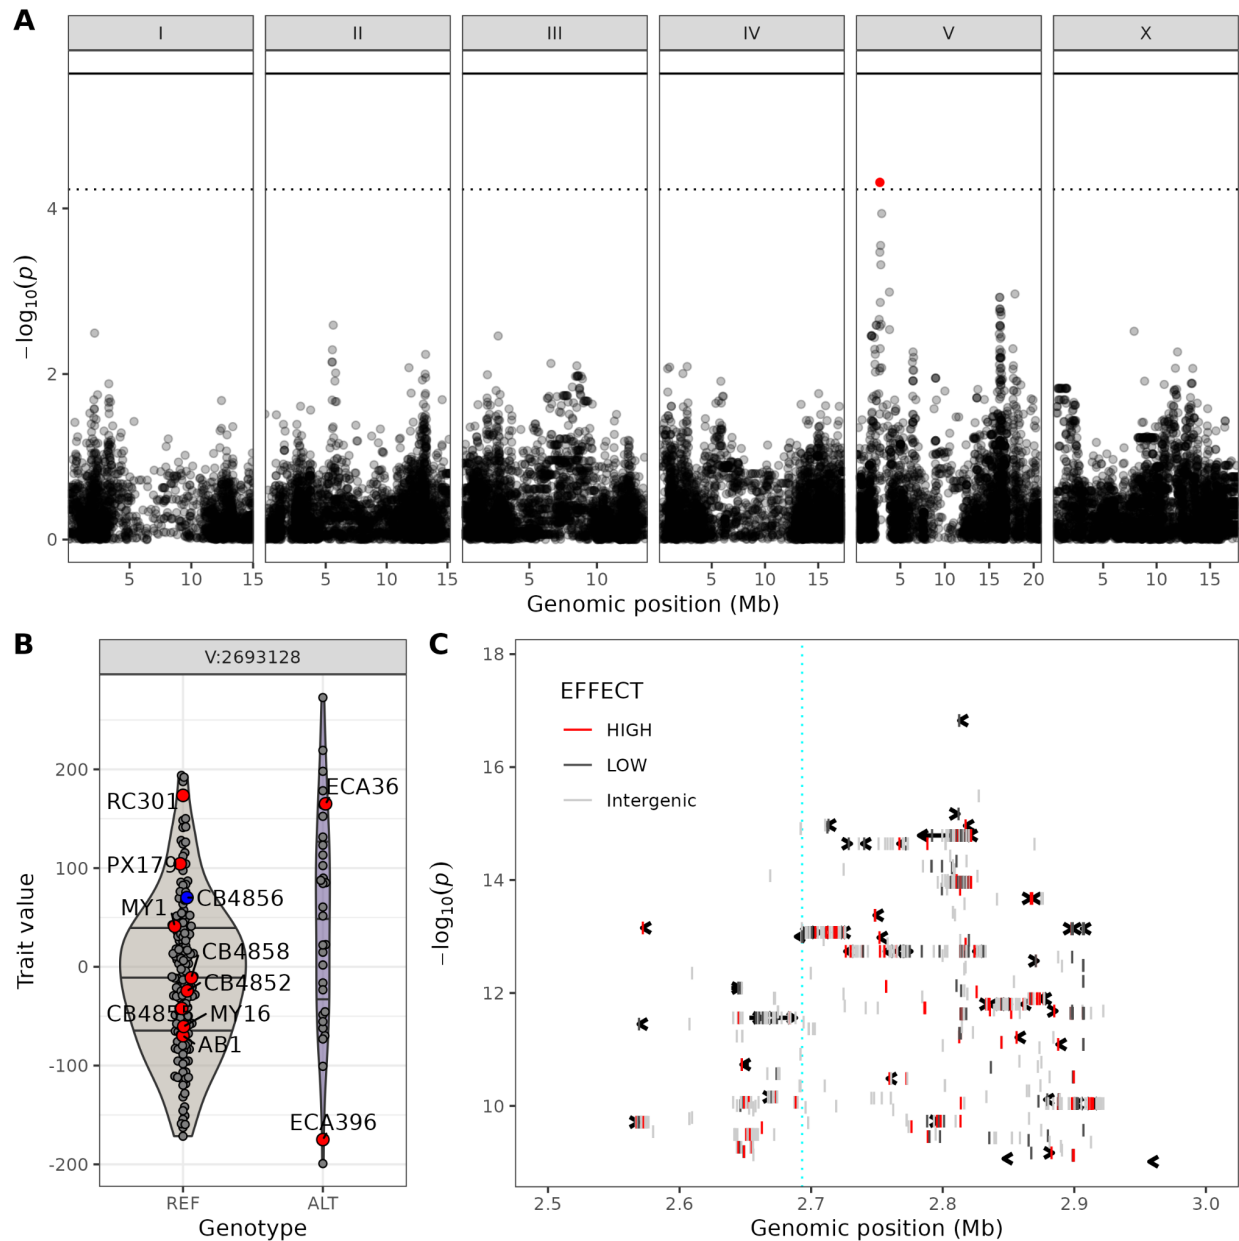 A
I II III IV V X
4
2
0
−log10(p)
5 10 15 5 10 15 5 10 5 10 15 5 10 15 20 5 10 15
Genomic position (Mb)
B
V:2693128
200
100
0
-100
-200
Trait value
RC301
ECA36
PX179
CB4856
MY1
CB4858
CB4852
CB485
MY16
AB1
ECA396
REF ALT
Genotype
C
18
16
14
12
10
−log10(p)
EFFECT
HIGH
LOW
Intergenic
2.5 2.6 2.7 2.8 2.9 3.0
Genomic position (Mb)